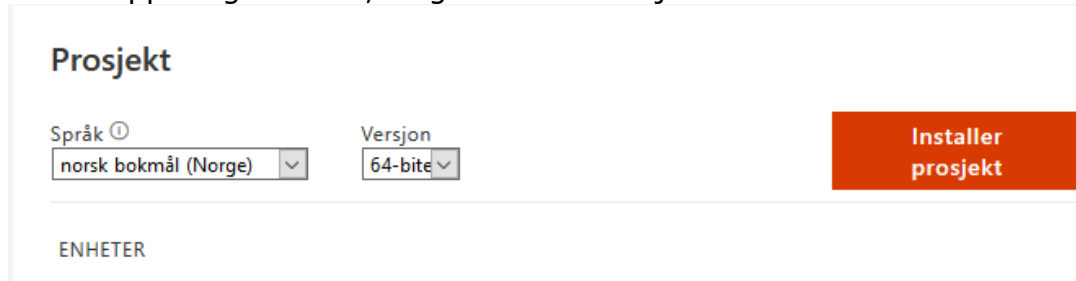 Prosjekt
Språk
Versjon
norsk bokmål (Norge)
64-bite
Installer
prosjekt
ENHETER